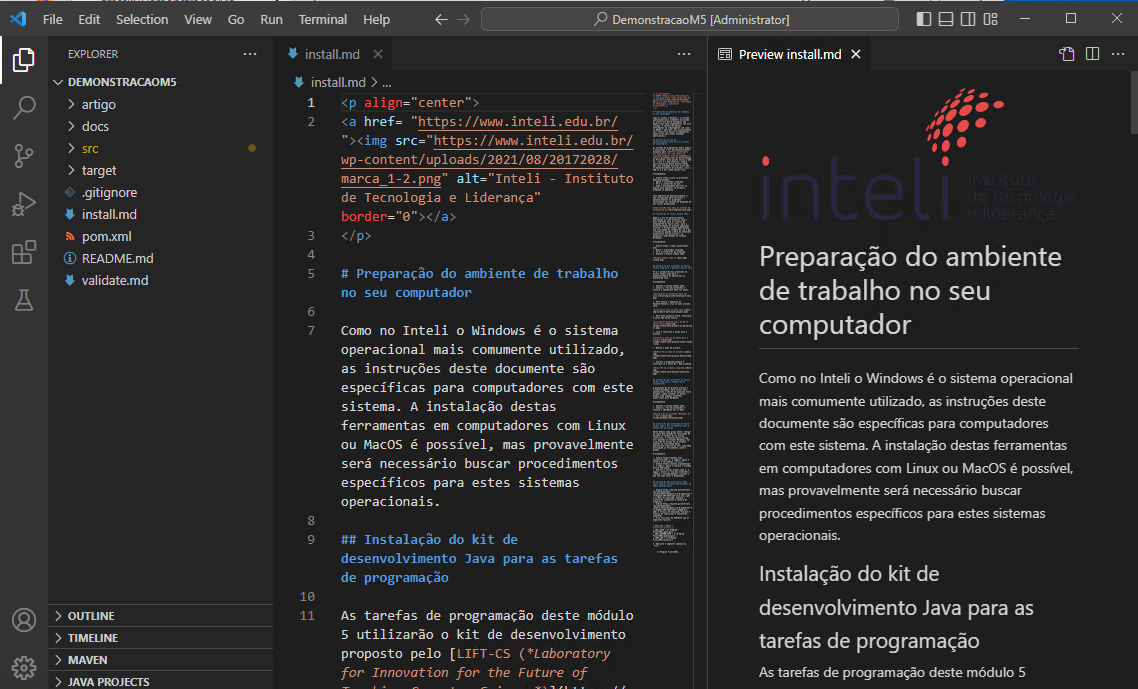 File Edit Selection View Go Run Terminal Help
DemonstracaoM5 [Administrator]
EXPLORER
DEMONSTRACAOM5
artigo
docs
src
target
.gitignore
install.md
pom.xml
README.md
validate.md
OUTLINE
TIMELINE
MAVEN
JAVA PROJECTS
install.md
install.md > ...
1 <p align="center">
2 <a href= "https://www.inteli.edu.br/
"><img src="https://www.inteli.edu.br/
wp-content/uploads/2021/08/20172028/
marca_1-2.png" alt="Inteli - Instituto
de Tecnologia e Liderança"
border="0"></a>
3 </p>
4
5 # Preparação do ambiente de trabalho
no seu computador
6
7 Como no Inteli o Windows é o sistema
operacional mais comumente utilizado,
as instruções deste documento são
específicas para computadores com este
sistema. A instalação destas
ferramentas em computadores com Linux
ou MacOS é possível, mas provavelmente
será necessário buscar procedimentos
específicos para estes sistemas
operacionais.
8
9 ## Instalação do kit de
desenvolvimento Java para as tarefas
de programação
10
11 As tarefas de programação deste módulo
5 utilizarão o kit de desenvolvimento
proposto pelo [LIFT-CS (*Laboratory
for Innovation for the Future of
Preview install.md
inteli
instituto
de tecnologia
e liderança
Preparação do ambiente
de trabalho no seu
computador
Como no Inteli o Windows é o sistema operacional
mais comumente utilizado, as instruções deste
documento são específicas para computadores
com este sistema. A instalação destas ferramentas
em computadores com Linux ou MacOS é possível,
mas provavelmente será necessário buscar
procedimentos específicos para estes sistemas
operacionais.
Instalação do kit de
desenvolvimento Java para as
tarefas de programação
As tarefas de programação deste módulo 5